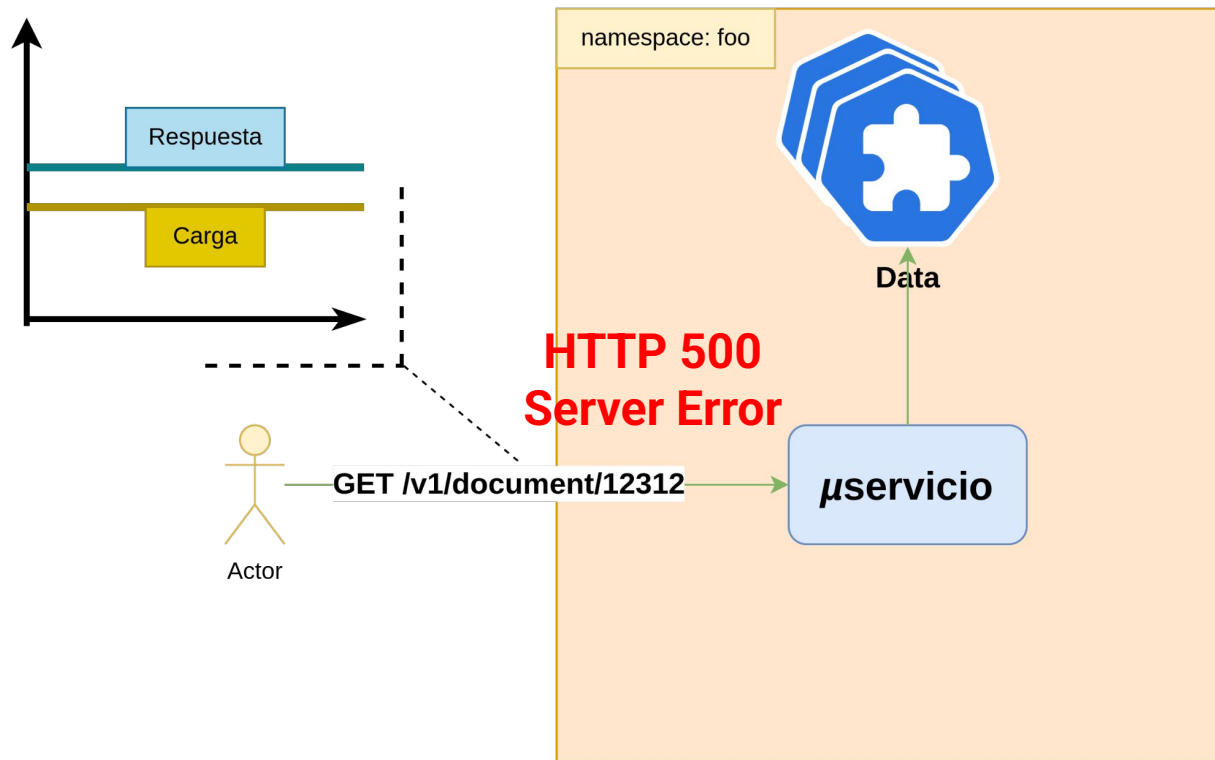 namespace: foo
Respuesta
Carga
Data
HTTP 500
Server Error
GET /v1/document/12312
µservicio
Actor